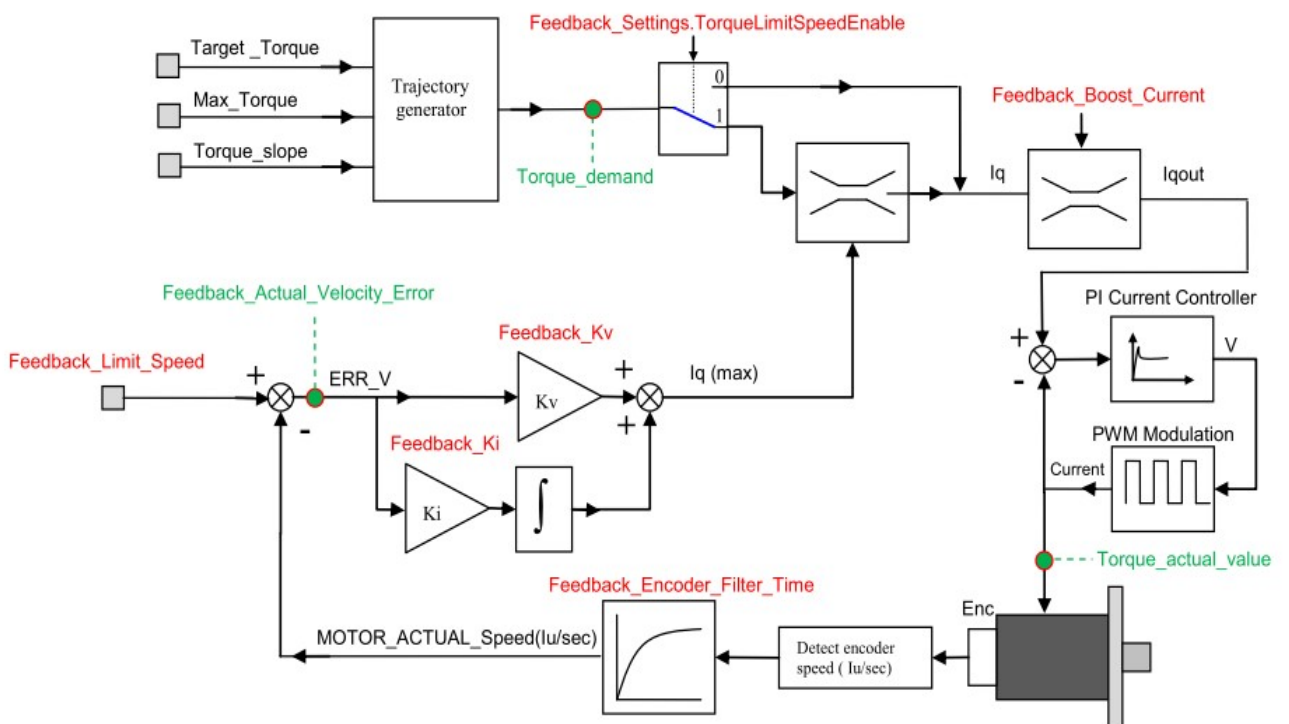 Feedback_Settings.TorqueLimitSpeedEnable
Target _Torque
Max_Torque
Torque_slope
Trajectory
generator
Torque_demand
0
1
Feedback_Boost_Current
Iq
Iqout
Feedback_Actual_Velocity_Error
PI Current Controller
Feedback_Limit_Speed
+
-
ERR_V
Feedback_Kv
Kv
+
+
Iq (max)
+
-
V
Feedback_Ki
Ki
∫
PWM Modulation
Current
Torque_actual_value
Feedback_Encoder_Filter_Time
Enc
MOTOR_ACTUAL_Speed(Iu/sec)
Detect encoder
speed ( Iu/sec)